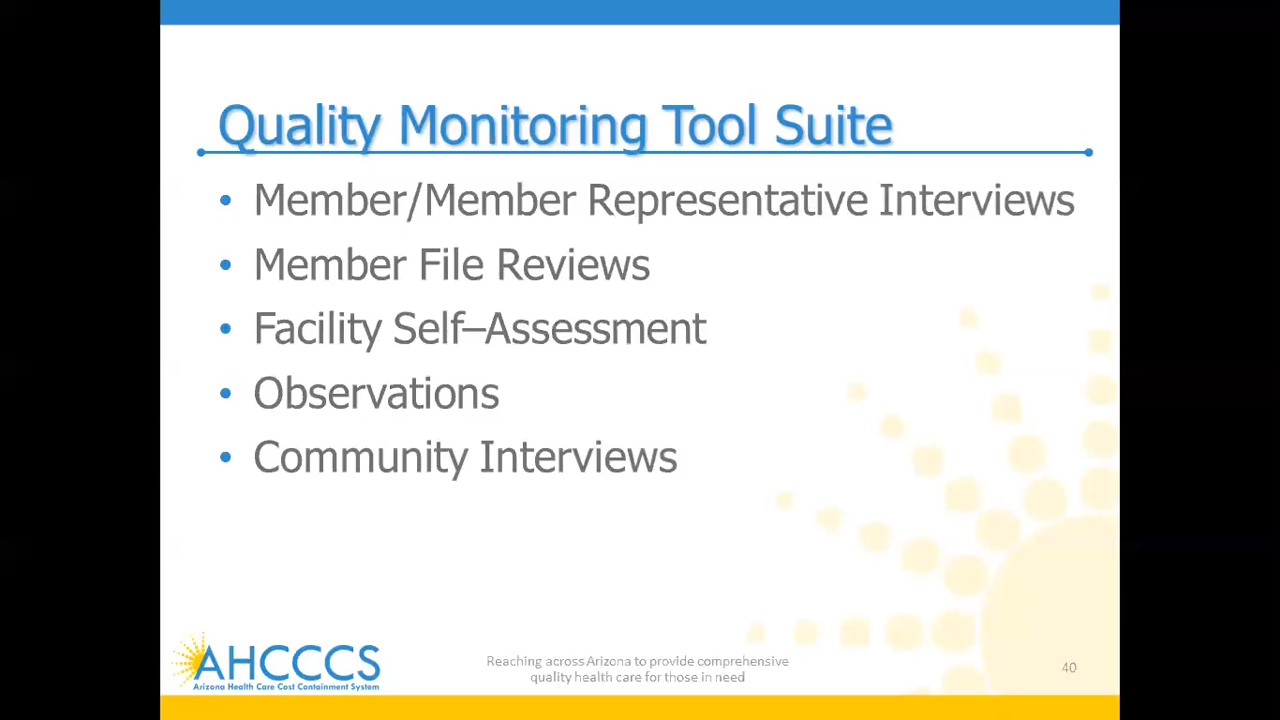 Quality Monitoring Tool Suite
• Member/Member Representative Interviews
• Member File Reviews
• Facility Self–Assessment
• Observations
• Community Interviews
AHCCCS
Arizona Health Care Cost Containment System
Reaching across Arizona to provide comprehensive
quality health care for those in need
40